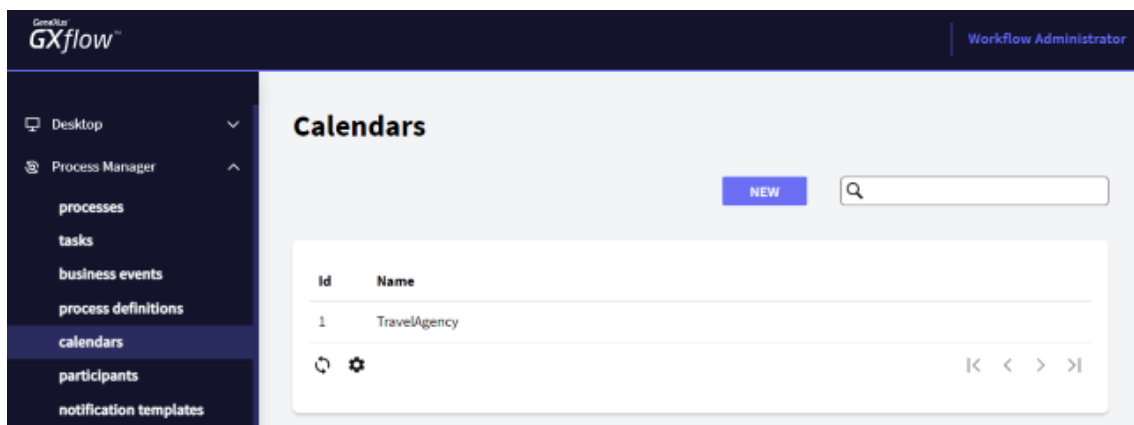 GeneXus
GXflow™
Workflow Administrator
Desktop
Process Manager
processes
tasks
business events
process definitions
calendars
participants
notification templates
Calendars
NEW
Id Name
1 TravelAgency